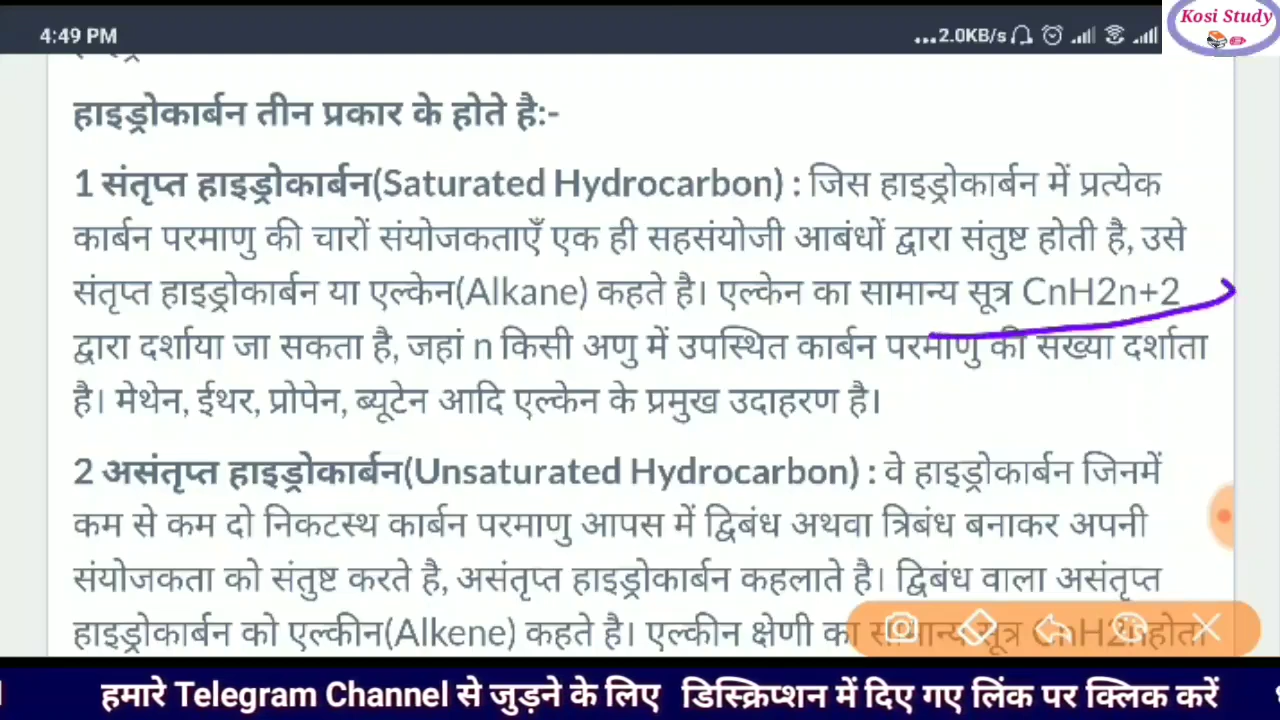 4:49 PM
...2.0KB/s
Kosi Study
हाइड्रोकार्बन तीन प्रकार के होते है:-
1 संतृप्त हाइड्रोकार्बन(Saturated Hydrocarbon) : जिस हाइड्रोकार्बन में प्रत्येक
कार्बन परमाणु की चारों संयोजकताएँ एक ही सहसंयोजी आबंधों द्वारा संतुष्ट होती है, उसे
संतृप्त हाइड्रोकार्बन या एल्केन(Alkane) कहते है। एल्केन का सामान्य सूत्र CnH2n+2
द्वारा दर्शाया जा सकता है, जहां n किसी अणु में उपस्थित कार्बन परमाणु की संख्या दर्शाता
है। मेथेन, ईथर, प्रोपेन, ब्यूटेन आदि एल्केन के प्रमुख उदाहरण है।
2 असंतृप्त हाइड्रोकार्बन(Unsaturated Hydrocarbon) : वे हाइड्रोकार्बन जिनमें
कम से कम दो निकटस्थ कार्बन परमाणु आपस में द्विबंध अथवा त्रिबंध बनाकर अपनी
संयोजकता को संतुष्ट करते है, असंतृप्त हाइड्रोकार्बन कहलाते है। द्विबंध वाला असंतृप्त
हाइड्रोकार्बन को एल्कीन(Alkene) कहते है। एल्कीन क्षेणी का सामान्य सूत्र CnH2nहोता
हमारे Telegram Channel से जुड़ने के लिए डिस्क्रिप्शन में दिए गए लिंक पर क्लिक करें